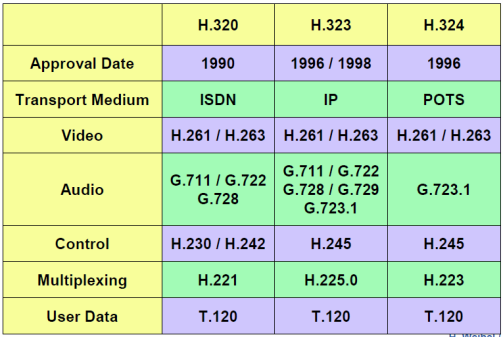 H.320 H.323 H.324
Approval Date 1990 1996 / 1998 1996
Transport Medium ISDN IP POTS
Video H.261 / H.263 H.261 / H.263 H.261 / H.263
Audio G.711 / G.722 G.728 G.711 / G.722 G.728 / G.729 G.723.1 G.723.1
Control H.230 / H.242 H.245 H.245
Multiplexing H.221 H.225.0 H.223
User Data T.120 T.120 T.120